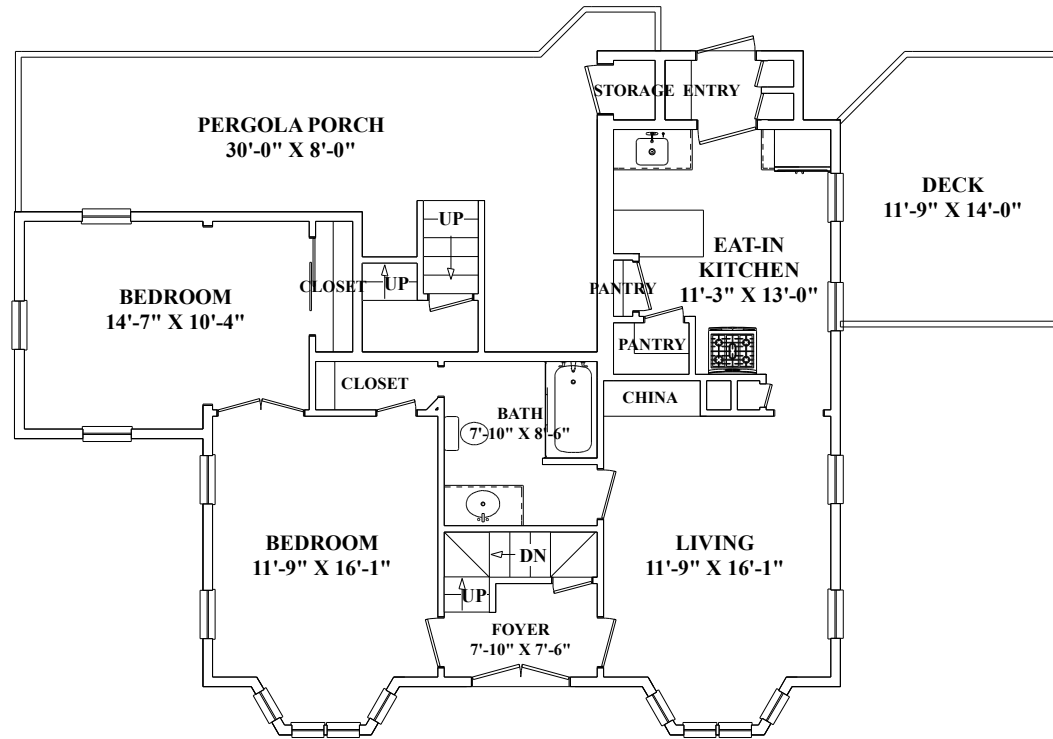 PERGOLA PORCH
30'-0" X 8'-0"
STORAGE
ENTRY
DECK
11'-9" X 14'-0"
UP
EAT-IN
KITCHEN
11'-3" X 13'-0"
BEDROOM
14'-7" X 10'-4"
CLOSET
UP
PANTRY
PANTRY
CLOSET
CHINA
BATH
7'-10" X 8'-6"
BEDROOM
11'-9" X 16'-1"
DN
LIVING
11'-9" X 16'-1"
UP
FOYER
7'-10" X 7'-6"